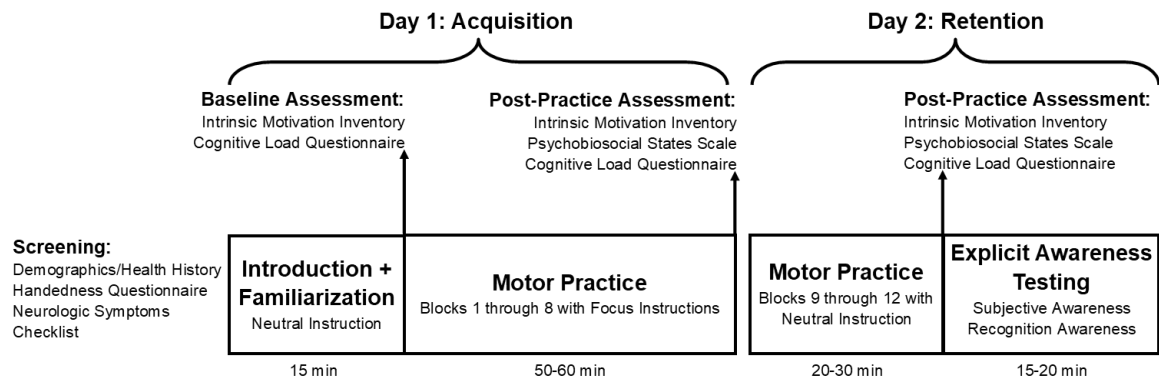 Day 1: Acquisition
Day 2: Retention
Baseline Assessment:
Intrinsic Motivation Inventory
Cognitive Load Questionnaire
Post-Practice Assessment:
Intrinsic Motivation Inventory
Psychobiosocial States Scale
Cognitive Load Questionnaire
Post-Practice Assessment:
Intrinsic Motivation Inventory
Psychobiosocial States Scale
Cognitive Load Questionnaire
Screening:
Demographics/Health History
Handedness Questionnaire
Neurologic Symptoms
Checklist
Introduction +
Familiarization
Neutral Instruction
Motor Practice
Blocks 1 through 8 with Focus Instructions
Motor Practice
Blocks 9 through 12 with
Neutral Instruction
Explicit Awareness
Testing
Subjective Awareness
Recognition Awareness
15 min
50-60 min
20-30 min
15-20 min